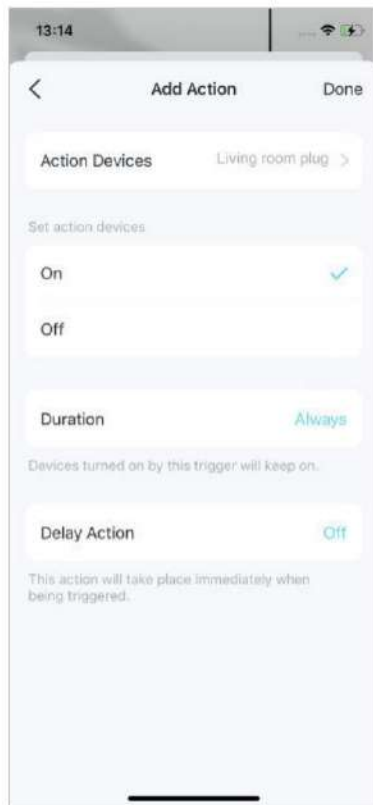 13:14
Add Action Done
Action Devices Living room plug
Set action devices
On
Off
Duration Always
Devices turned on by this trigger will keep on.
Delay Action Off
This action will take place immediately when
being triggered.